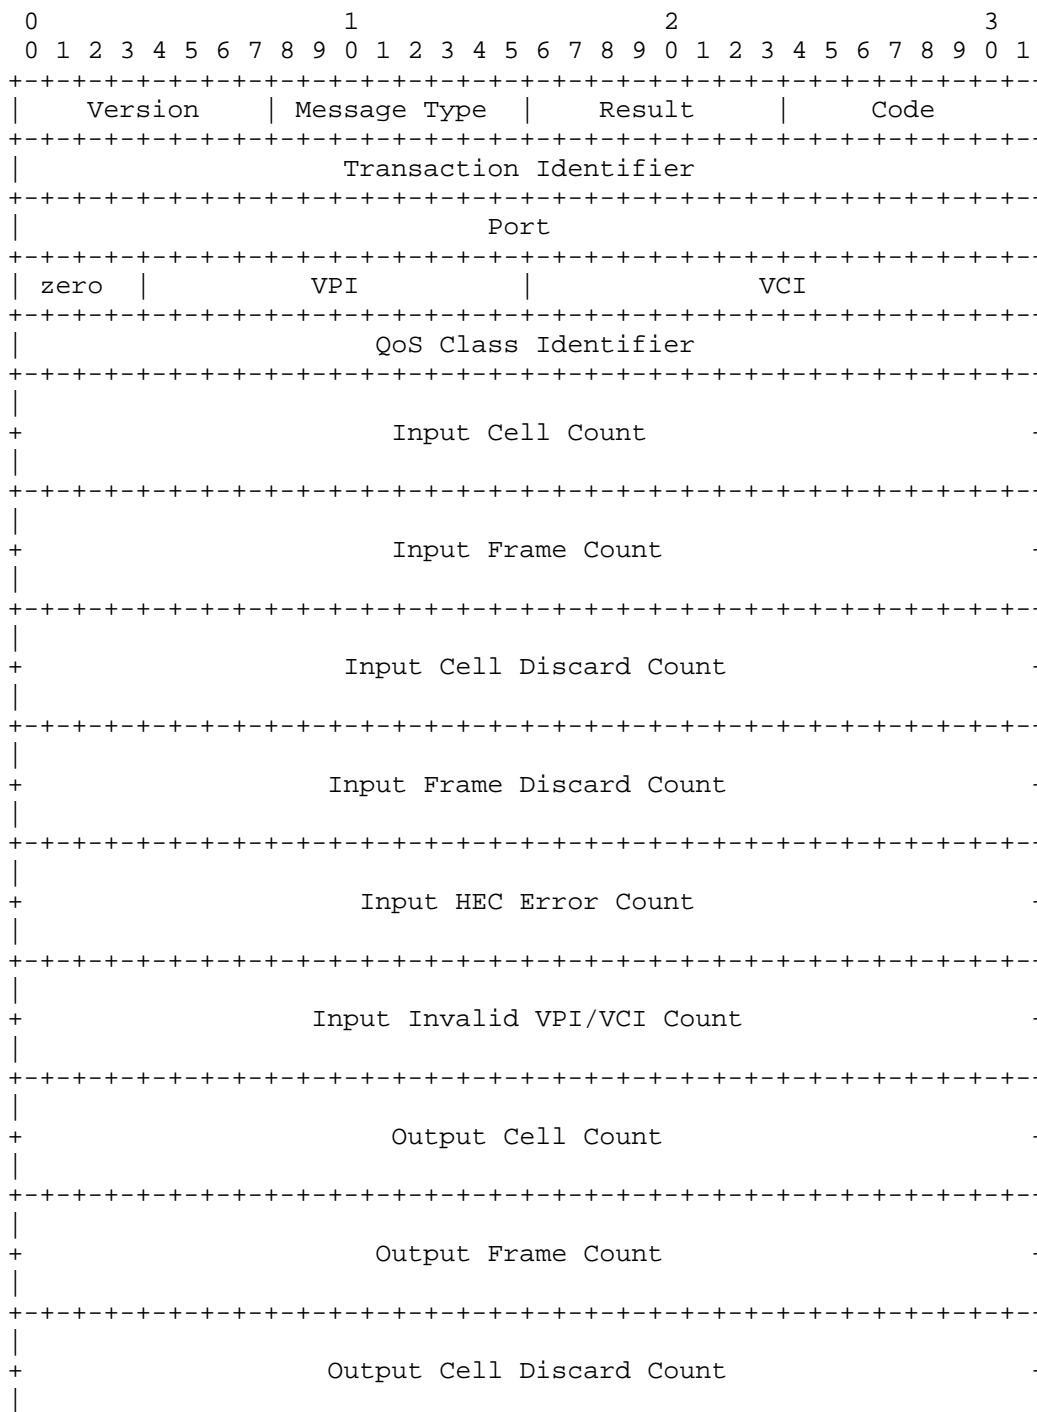 0                   1                   2                   3
 0 1 2 3 4 5 6 7 8 9 0 1 2 3 4 5 6 7 8 9 0 1 2 3 4 5 6 7 8 9 0 1
+-+-+-+-+-+-+-+-+-+-+-+-+-+-+-+-+-+-+-+-+-+-+-+-+-+-+-+-+-+-+-+-
|    Version    | Message Type  |    Result     |     Code
+-+-+-+-+-+-+-+-+-+-+-+-+-+-+-+-+-+-+-+-+-+-+-+-+-+-+-+-+-+-+-+-
|                    Transaction Identifier
+-+-+-+-+-+-+-+-+-+-+-+-+-+-+-+-+-+-+-+-+-+-+-+-+-+-+-+-+-+-+-+-
|                             Port
+-+-+-+-+-+-+-+-+-+-+-+-+-+-+-+-+-+-+-+-+-+-+-+-+-+-+-+-+-+-+-+-
| zero  |          VPI          |              VCI
+-+-+-+-+-+-+-+-+-+-+-+-+-+-+-+-+-+-+-+-+-+-+-+-+-+-+-+-+-+-+-+-
|                      QoS Class Identifier
+-+-+-+-+-+-+-+-+-+-+-+-+-+-+-+-+-+-+-+-+-+-+-+-+-+-+-+-+-+-+-+-
|
+                       Input Cell Count                        -
|
+-+-+-+-+-+-+-+-+-+-+-+-+-+-+-+-+-+-+-+-+-+-+-+-+-+-+-+-+-+-+-+-
|
+                       Input Frame Count                       -
|
+-+-+-+-+-+-+-+-+-+-+-+-+-+-+-+-+-+-+-+-+-+-+-+-+-+-+-+-+-+-+-+-
|
+                    Input Cell Discard Count                   -
|
+-+-+-+-+-+-+-+-+-+-+-+-+-+-+-+-+-+-+-+-+-+-+-+-+-+-+-+-+-+-+-+-
|
+                   Input Frame Discard Count                   -
|
+-+-+-+-+-+-+-+-+-+-+-+-+-+-+-+-+-+-+-+-+-+-+-+-+-+-+-+-+-+-+-+-
|
+                     Input HEC Error Count                     -
|
+-+-+-+-+-+-+-+-+-+-+-+-+-+-+-+-+-+-+-+-+-+-+-+-+-+-+-+-+-+-+-+-
|
+                  Input Invalid VPI/VCI Count                  -
|
+-+-+-+-+-+-+-+-+-+-+-+-+-+-+-+-+-+-+-+-+-+-+-+-+-+-+-+-+-+-+-+-
|
+                       Output Cell Count                       -
|
+-+-+-+-+-+-+-+-+-+-+-+-+-+-+-+-+-+-+-+-+-+-+-+-+-+-+-+-+-+-+-+-
|
+                      Output Frame Count                       -
|
+-+-+-+-+-+-+-+-+-+-+-+-+-+-+-+-+-+-+-+-+-+-+-+-+-+-+-+-+-+-+-+-
|
+                   Output Cell Discard Count                   -
|